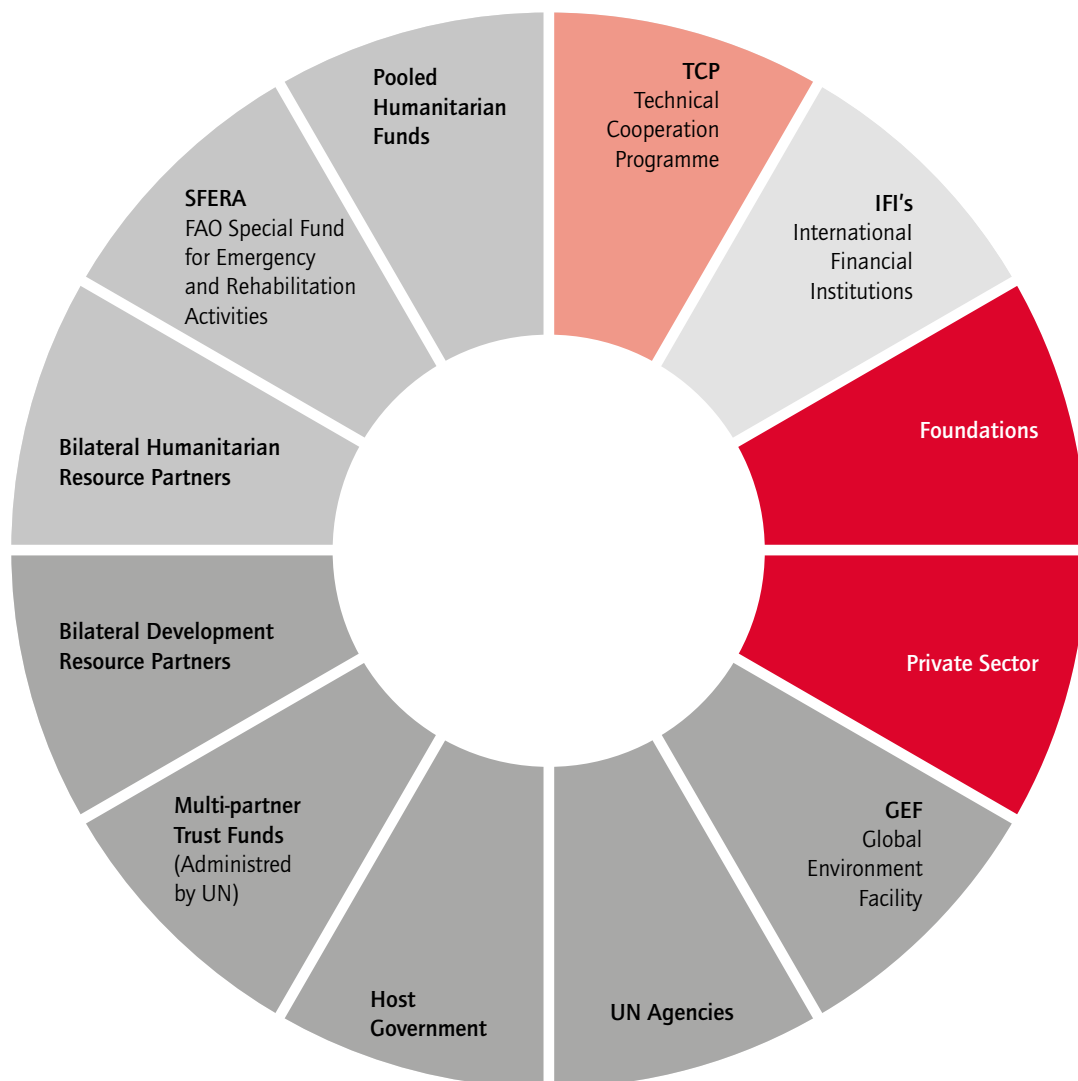 TCP
Technical
Cooperation
Programme
IFI's
International
Financial
Institutions
Foundations
Private Sector
GEF
Global
Environment
Facility
UN Agencies
Host
Government
Multi-partner
Trust Funds
(Administred
by UN)
Bilateral Development
Resource Partners
Bilateral Humanitarian
Resource Partners
SFERA
FAO Special Fund
for Emergency
and Rehabilitation
Activities
Pooled
Humanitarian
Funds